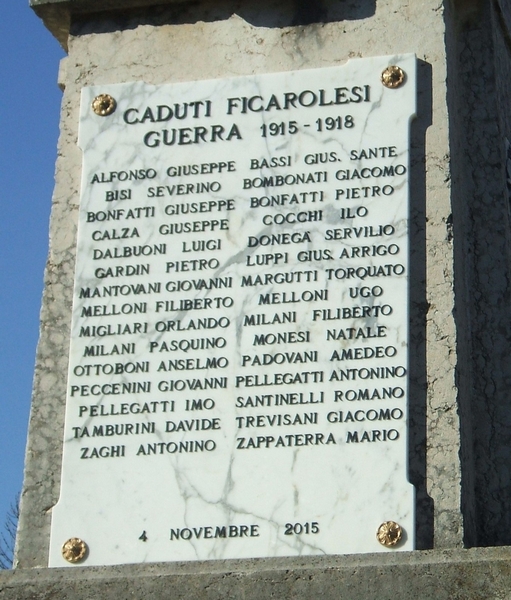 CADUTI FICAROLESI
GUERRA 1915-1918
ALFONSO GIUSEPPE BASSI GIUS. SANTE
BISI SEVERINO BOMBONATI GIACOMO
BONFATTI GIUSEPPE BONFATTI PIETRO
CALZA GIUSEPPE COCCHI ILO
DALBUONI LUIGI DONEGA SERVILIO
GARDIN PIETRO LUPPI GIUS. ARRIGO
MANTOVANI GIOVANNI MARGUTTI TORQUATO
MELLONI FILIBERTO MELLONI UGO
MIGLIARI ORLANDO MILANI FILIBERTO
MILANI PASQUINO MONESI NATALE
OTTOBONI ANSELMO PADOVANI AMEDEO
PECCENINI GIOVANNI PELLEGATTI ANTONINO
PELLEGATTI IMO SANTINELLI ROMANO
TAMBURINI DAVIDE TREVISANI GIACOMO
ZAGHI ANTONINO ZAPPATERRA MARIO
4 NOVEMBRE 2015